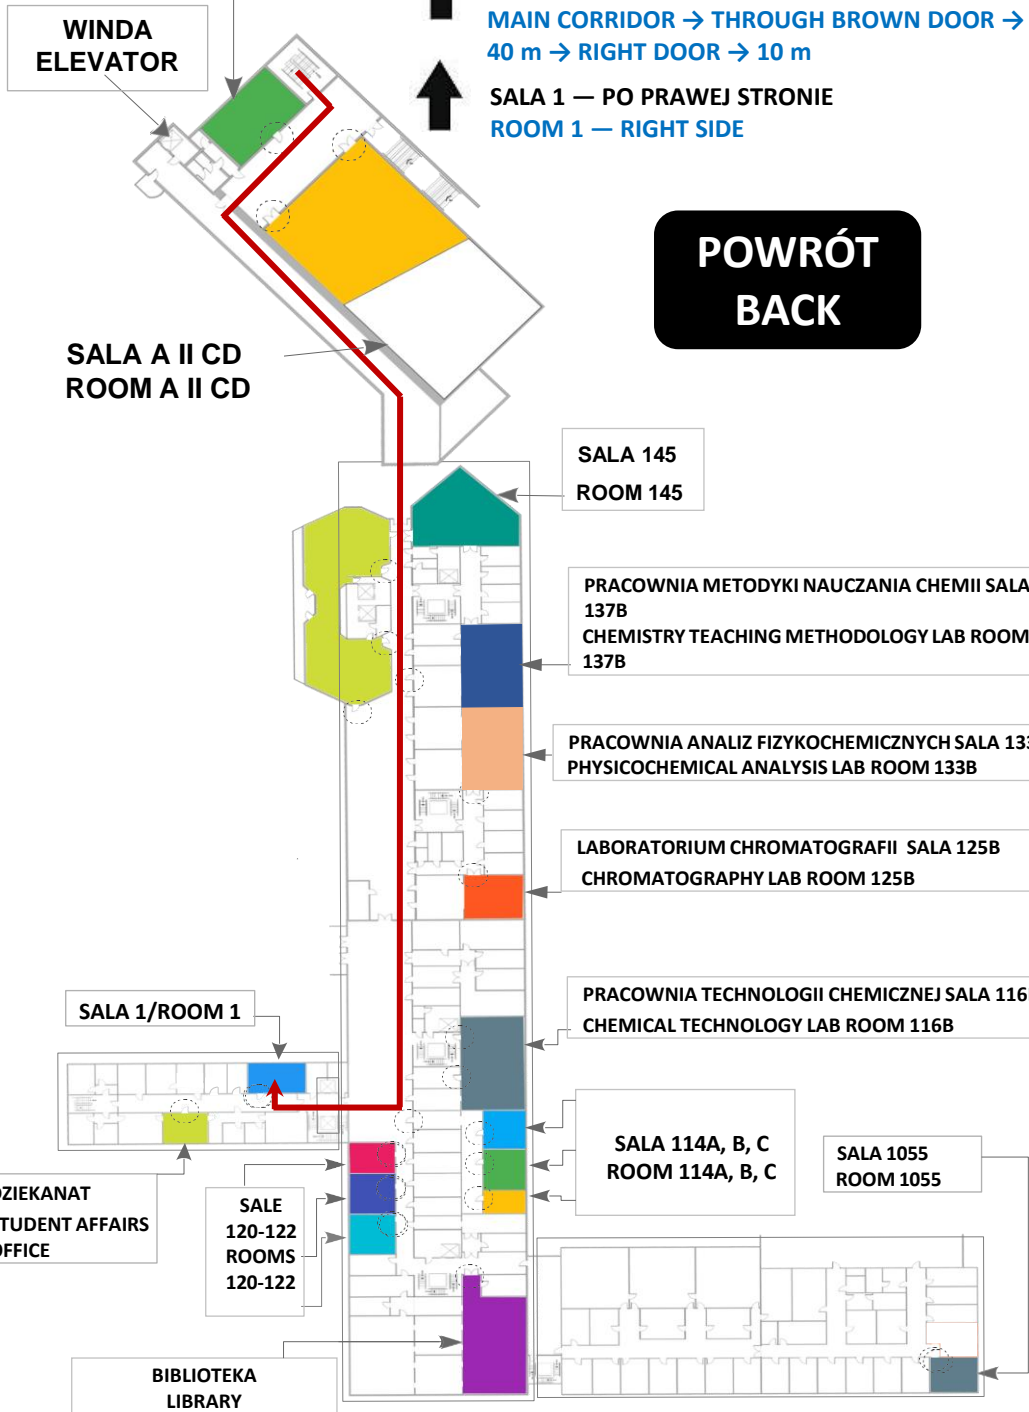 MAIN CORRIDOR → THROUGH BROWN DOOR →
40 m → RIGHT DOOR → 10 m
WINDA
ELEVATOR
SALA 1 — PO PRAWEJ STRONIE
ROOM 1 — RIGHT SIDE
POWRÓT
BACK
SALA A II CD
ROOM A II CD
SALA 145
ROOM 145
PRACOWNIA METODYKI NAUCZANIA CHEMII SALA
137B
CHEMISTRY TEACHING METHODOLOGY LAB ROOM
137B
PRACOWNIA ANALIZ FIZYKOCHEMICZNYCH SALA 133
PHYSICOCHEMICAL ANALYSIS LAB ROOM 133B
LABORATORIUM CHROMATOGRAFII SALA 125B
CHROMATOGRAPHY LAB ROOM 125B
PRACOWNIA TECHNOLOGII CHEMICZNEJ SALA 116
CHEMICAL TECHNOLOGY LAB ROOM 116B
SALA 1/ROOM 1
SALA 114A, B, C
ROOM 114A, B, C
SALA 1055
ROOM 1055
DZIEKANAT
STUDENT AFFAIRS
OFFICE
SALE
120-122
ROOMS
120-122
BIBLIOTEKA
LIBRARY